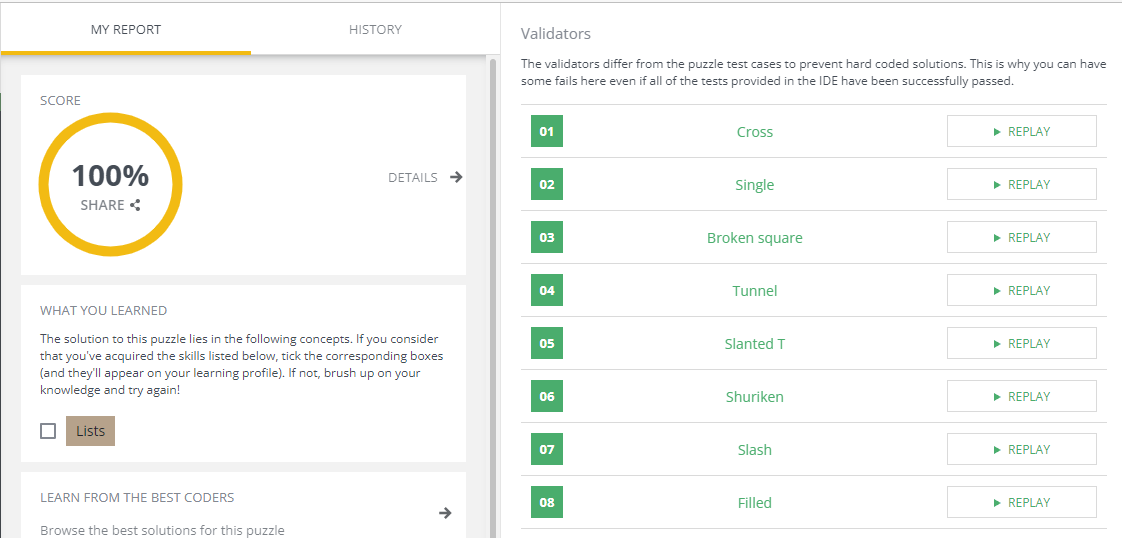 MY REPORT
HISTORY
SCORE
100%
SHARE
DETAILS
WHAT YOU LEARNED
The solution to this puzzle lies in the following concepts. If you consider
that you've acquired the skills listed below, tick the corresponding boxes
(and they'll appear on your learning profile). If not, brush up on your
knowledge and try again!
Lists
LEARN FROM THE BEST CODERS
Browse the best solutions for this puzzle
Validators
The validators differ from the puzzle test cases to prevent hard coded solutions. This is why you can have
some fails here even if all of the tests provided in the IDE have been successfully passed.
01 Cross REPLAY
02 Single REPLAY
03 Broken square REPLAY
04 Tunnel REPLAY
05 Slanted T REPLAY
06 Shuriken REPLAY
07 Slash REPLAY
08 Filled REPLAY